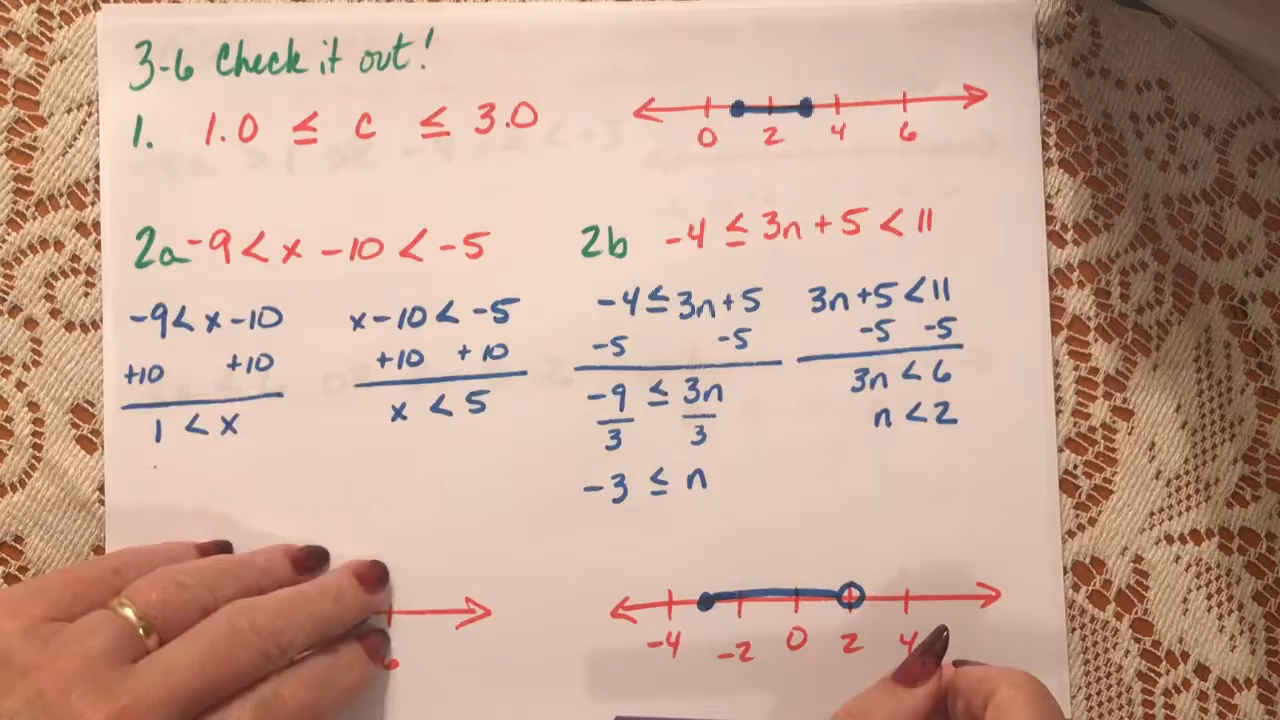 3-6 Check it out!
1. 1.0 ≤ c ≤ 3.0
0 2 4 6
2a -9 < x - 10 < -5
-9 < x - 10
+10 +10
1 < x
x - 10 < -5
+10 +10
x < 5
2b -4 ≤ 3n + 5 < 11
-4 ≤ 3n + 5
-5 -5
-9 ≤ 3n
3 3
-3 ≤ n
3n + 5 < 11
-5 -5
3n < 6
n < 2
6
-4 -2 0 2 4